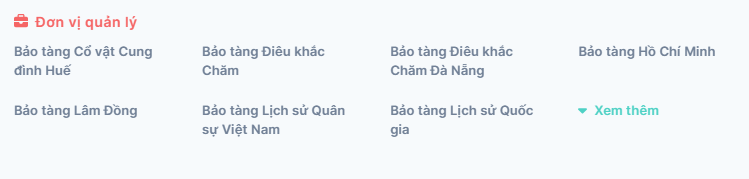 Đơn vị quản lý
Bảo tàng Cổ vật Cung
đình Huế
Bảo tàng Điêu khắc
Chăm
Bảo tàng Điêu khắc
Chăm Đà Nẵng
Bảo tàng Hồ Chí Minh
Bảo tàng Lâm Đồng
Bảo tàng Lịch sử Quân
sự Việt Nam
Bảo tàng Lịch sử Quốc
gia
Xem thêm